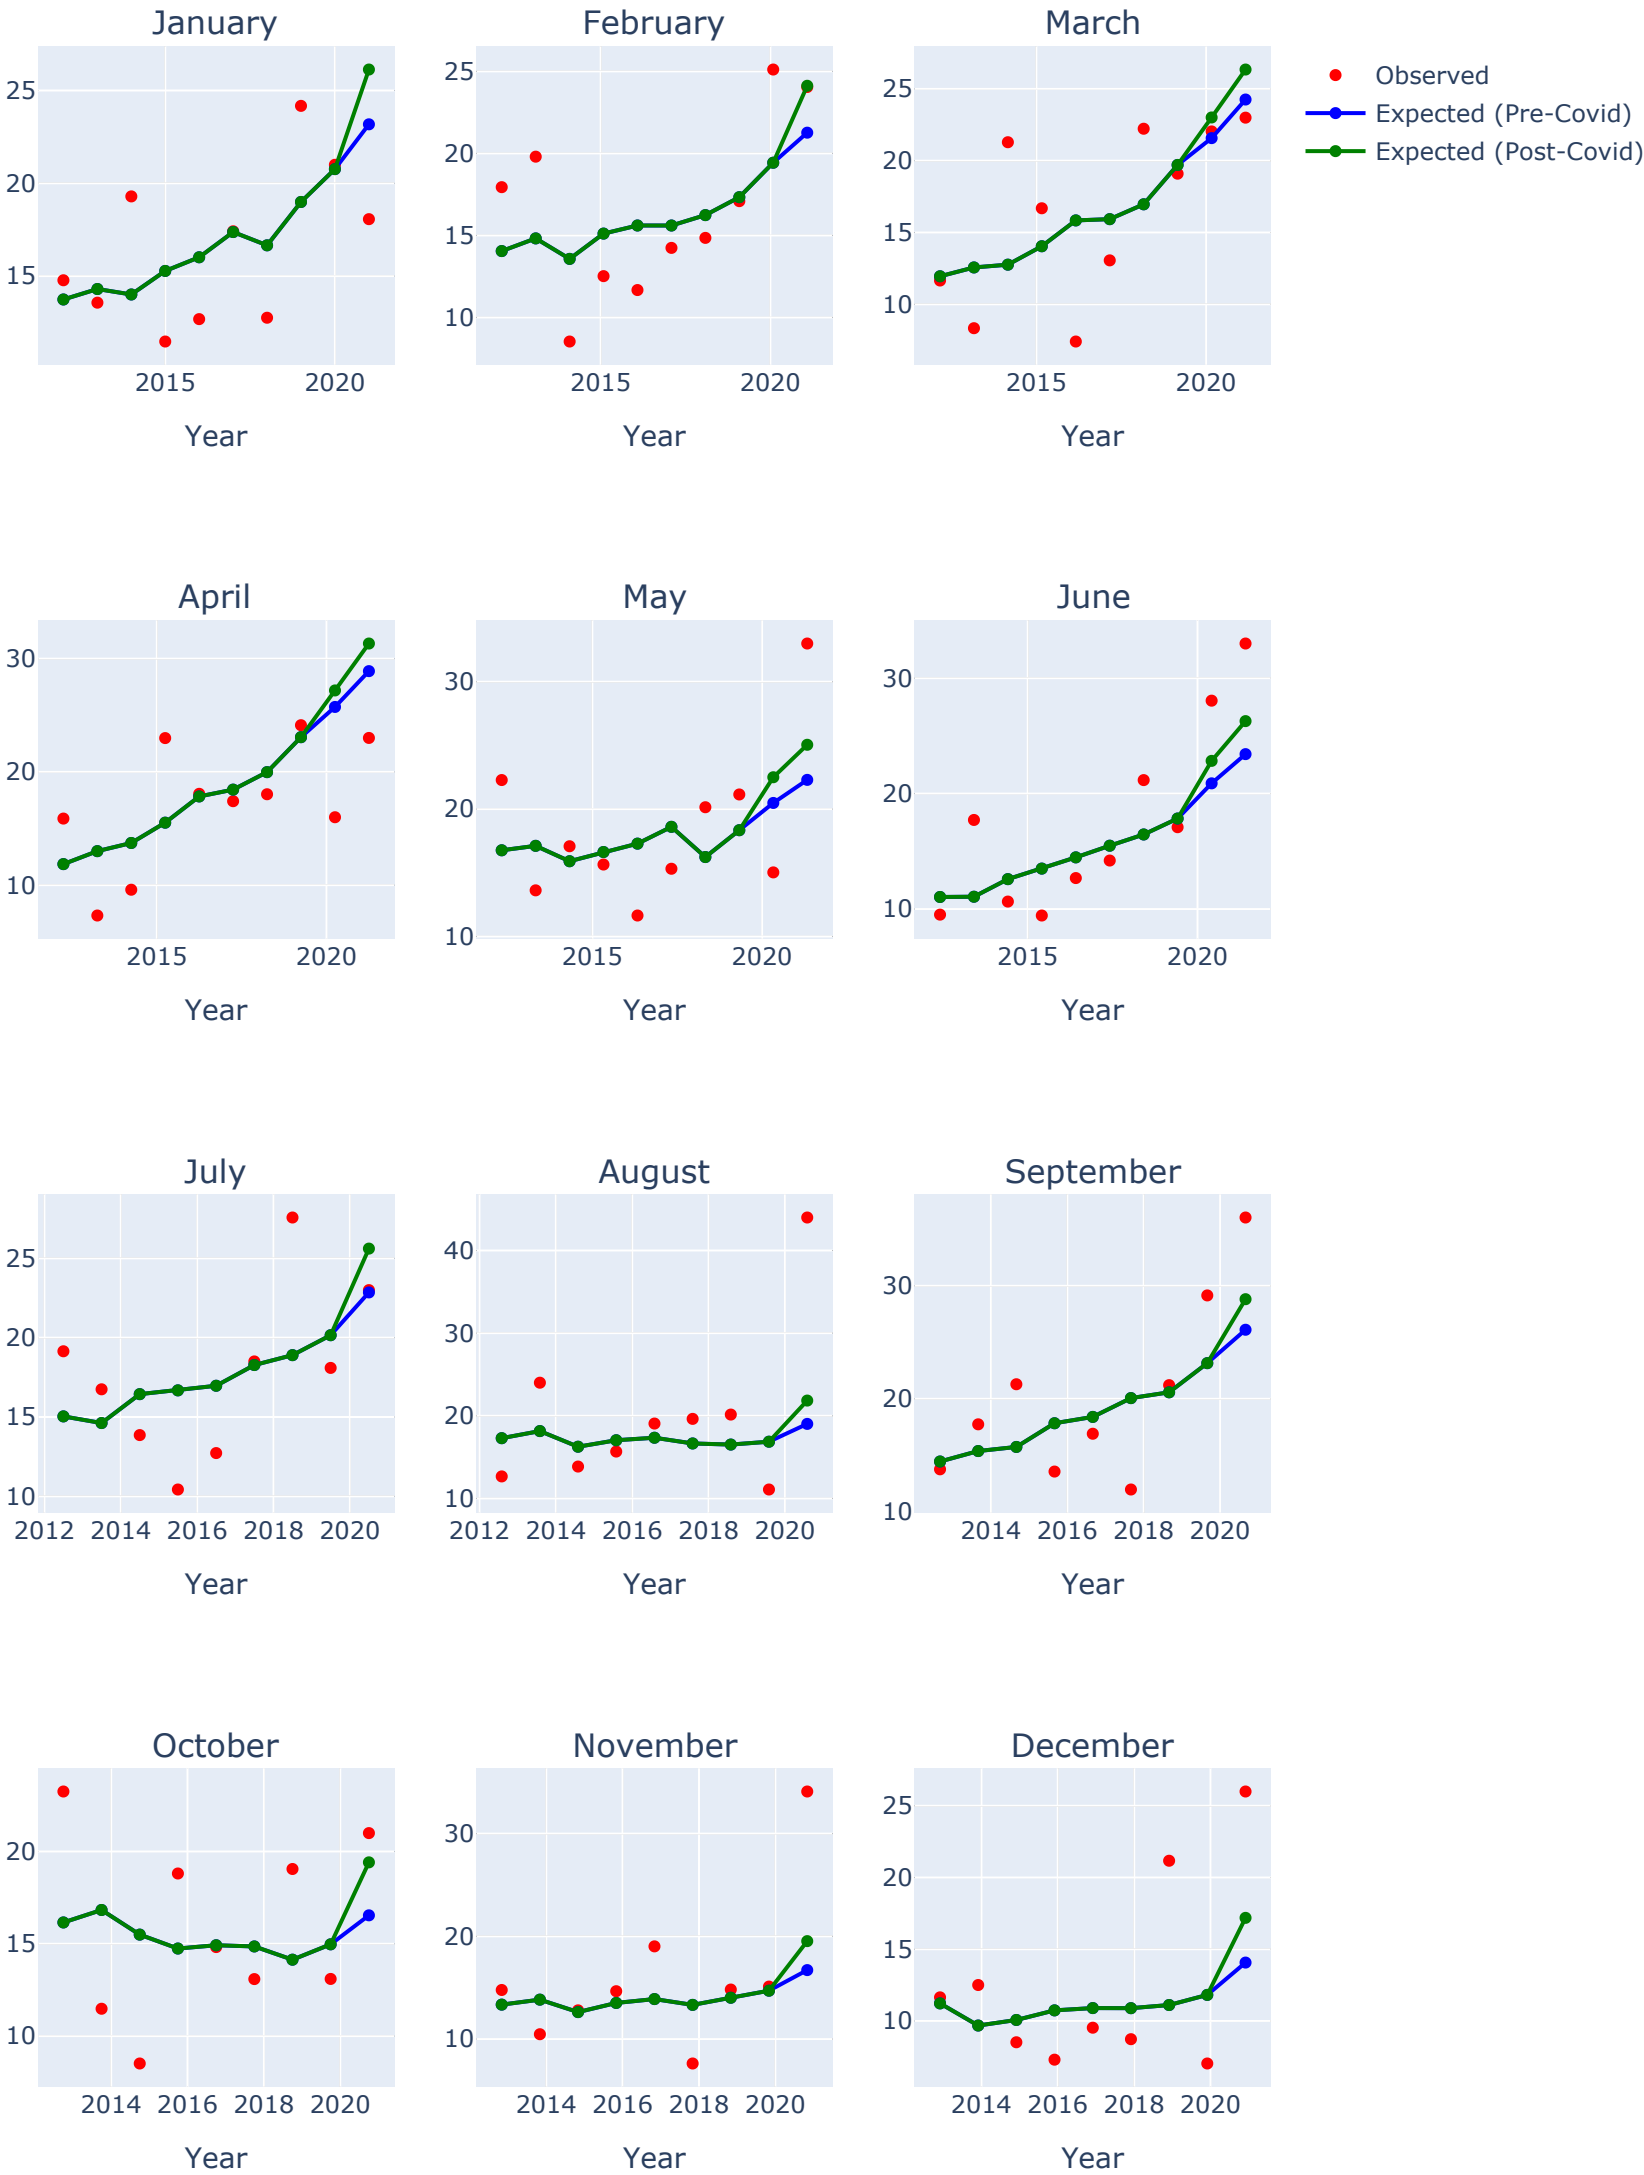 January
February
March
Observed
Expected (Pre-Covid)
Expected (Post-Covid)
25
20
15
2015
2020
Year
25
20
15
10
2015
2020
Year
25
20
15
10
2015
2020
Year
April
May
June
30
20
10
2015
2020
Year
30
20
10
2015
2020
Year
30
20
10
2015
2020
Year
July
August
September
25
20
15
10
2012 2014 2016 2018 2020
Year
40
30
20
10
2012 2014 2016 2018 2020
Year
30
20
10
2014 2016 2018 2020
Year
October
November
December
20
15
10
2014 2016 2018 2020
Year
30
20
10
2014 2016 2018 2020
Year
25
20
15
10
2014 2016 2018 2020
Year